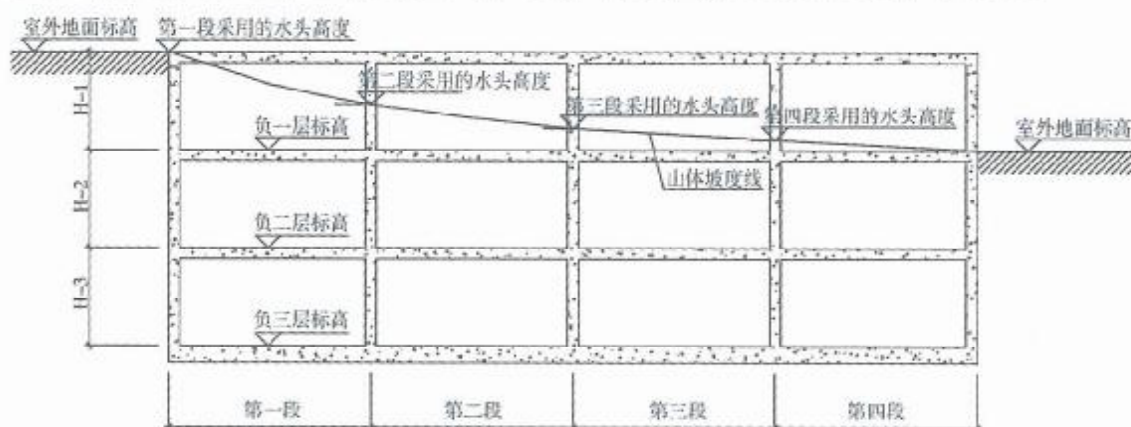 室外地面标高
第一段采用的水头高度
第二段采用的水头高度
第三段采用的水头高度
第四段采用的水头高度
室外地面标高
H-1
负一层标高
山体坡度线
H-2
负二层标高
H-3
负三层标高
第一段
第二段
第三段
第四段